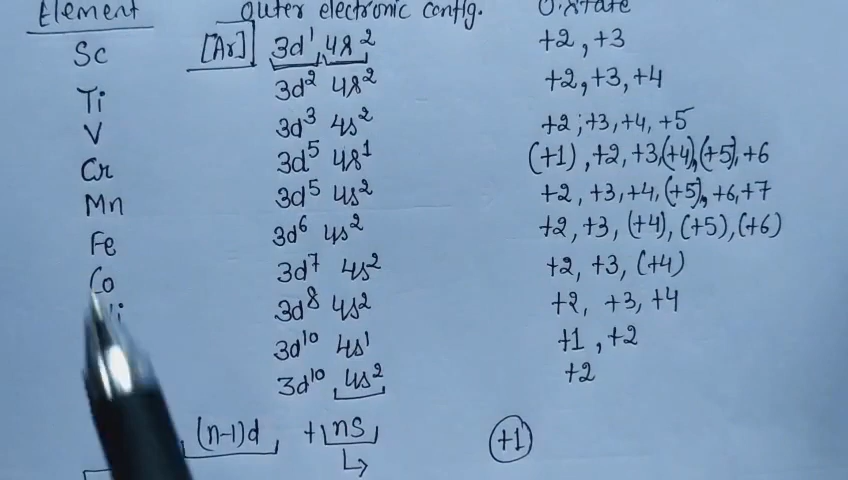 Element Outer electronic config. Ox.state
Sc [Ar] 3d¹ 4s² +2, +3
Ti 3d² 4s² +2, +3, +4
V 3d³ 4s² +2, +3, +4, +5
Cr 3d⁵ 4s¹ (+1), +2, +3, (+4), (+5), +6
Mn 3d⁵ 4s² +2, +3, +4, (+5), +6, +7
Fe 3d⁶ 4s² +2, +3, (+4), (+5), (+6)
Co 3d⁷ 4s² +2, +3, (+4)
3d⁸ 4s² +2, +3, +4
3d¹⁰ 4s¹ +1, +2
3d¹⁰ 4s² +2
(n-1)d + ns +1